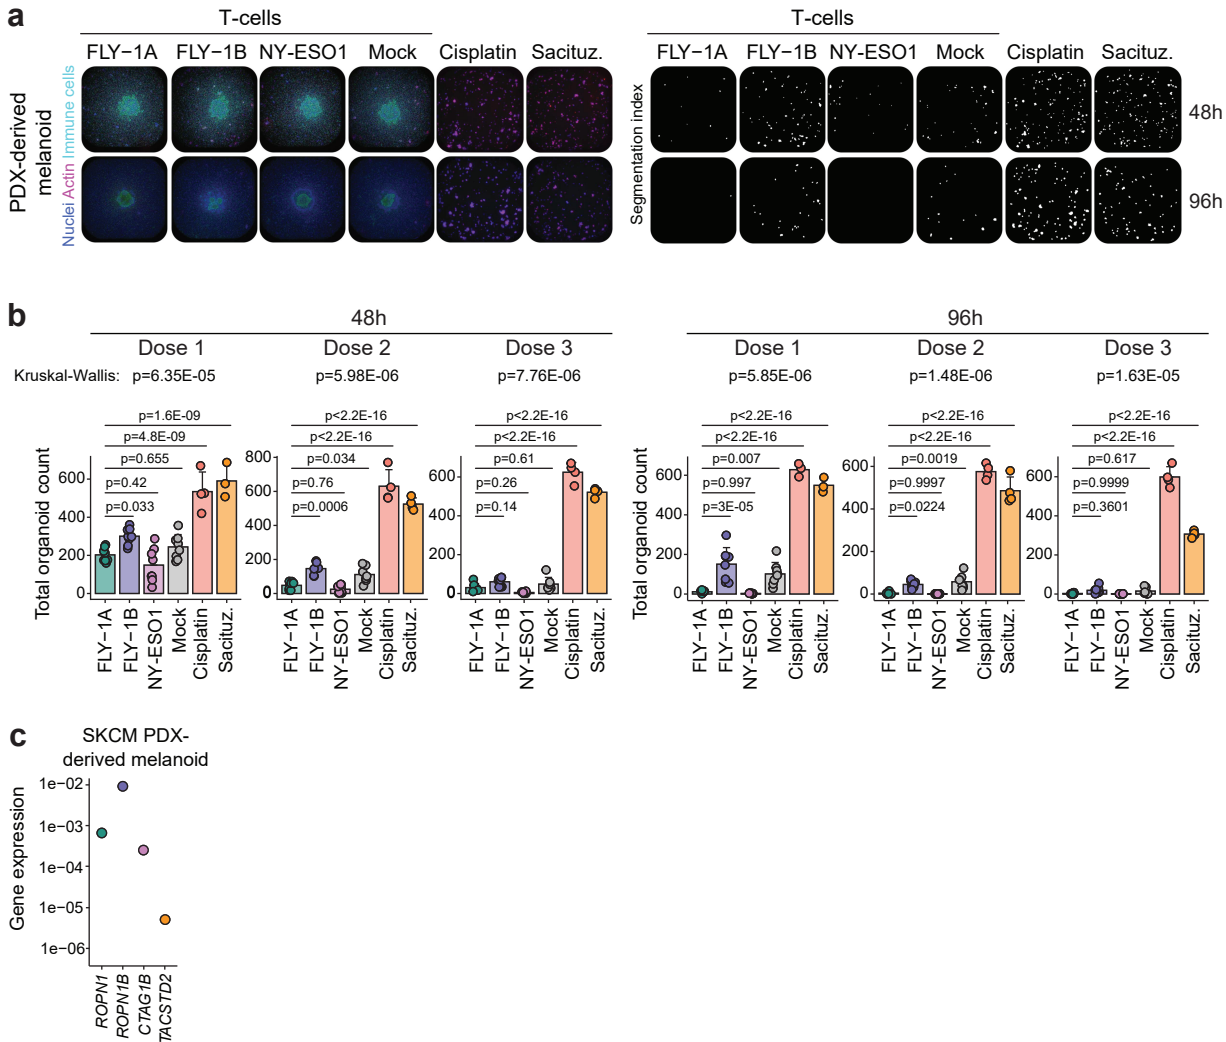 a
T-cells
FLY−1A FLY−1B NY-ESO1 Mock Cisplatin Sacituz.
T-cells
FLY−1A FLY−1B NY-ESO1 Mock Cisplatin Sacituz.
PDX-derived
melanoid
Nuclei Actin Immune cells
Segmentation index
48h
96h
b
48h
96h
Dose 1 Dose 2 Dose 3 Dose 1 Dose 2 Dose 3
Kruskal-Wallis: p=6.35E-05 p=5.98E-06 p=7.76E-06 p=5.85E-06 p=1.48E-06 p=1.63E-05
Total organoid count
p=1.6E-09
p=4.8E-09
p=0.655
p=0.42
p=0.033
600
400
200
0
FLY−1A
FLY−1B
NY-ESO1
Mock
Cisplatin
Sacituz.
p<2.2E-16
p<2.2E-16
p=0.034
p=0.76
p=0.0006
800
600
400
200
0
FLY−1A
FLY−1B
NY-ESO1
Mock
Cisplatin
Sacituz.
p<2.2E-16
p<2.2E-16
p=0.61
p=0.26
p=0.14
600
400
200
0
FLY−1A
FLY−1B
NY-ESO1
Mock
Cisplatin
Sacituz.
Total organoid count
p<2.2E-16
p<2.2E-16
p=0.007
p=0.997
p=3E-05
600
400
200
0
FLY−1A
FLY−1B
NY-ESO1
Mock
Cisplatin
Sacituz.
p<2.2E-16
p<2.2E-16
p=0.0019
p=0.9997
p=0.0224
600
400
200
0
FLY−1A
FLY−1B
NY-ESO1
Mock
Cisplatin
Sacituz.
p<2.2E-16
p<2.2E-16
p=0.617
p=0.9999
p=0.3601
600
400
200
0
FLY−1A
FLY−1B
NY-ESO1
Mock
Cisplatin
Sacituz.
c
SKCM PDX-
derived melanoid
Gene expression
1e−02
1e−03
1e−04
1e−05
1e−06
ROPN1
ROPN1B
CTAG1B
TACSTD2